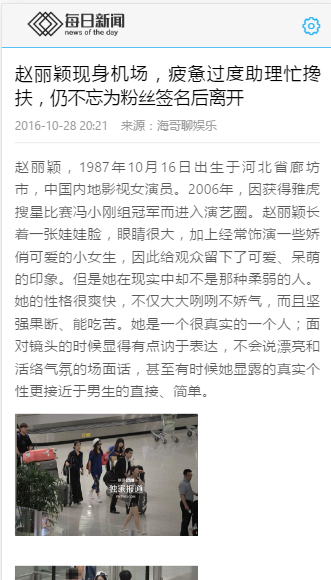 每日新闻
news of the day
赵丽颖现身机场，疲惫过度助理忙搀
扶，仍不忘为粉丝签名后离开
2016-10-28 20:21 来源：海哥聊娱乐
赵丽颖，1987年10月16日出生于河北省廊坊
市，中国内地影视女演员。2006年，因获得雅虎
搜星比赛冯小刚组冠军而进入演艺圈。赵丽颖长
着一张娃娃脸，眼睛很大，加上经常饰演一些娇
俏可爱的小女生，因此给观众留下了可爱、呆萌
的印象。但是她在现实中却不是那种柔弱的人。
她的性格很爽快，不仅大大咧咧不娇气，而且坚
强果断、能吃苦。她是一个很真实的一个人；面
对镜头的时候显得有点讷于表达，不会说漂亮和
活络气氛的场面话，甚至有时候她显露的真实个
性更接近于男生的直接、简单。
独家报道